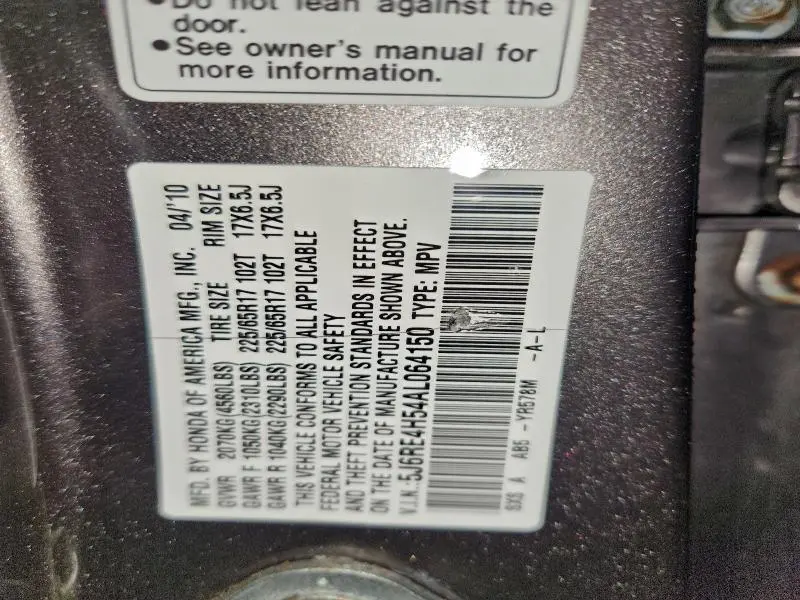 Do not lean against the
door.
See owner's manual for
more information.
MFD. BY HONDA OF AMERICA MFG., INC. 04/'10
GVWR 2070KG(4560LBS) TIRE SIZE RIM SIZE
GAWR F 1050KG(2310LBS) 225/65R17 102T 17X6.5J
GAWR R 1040KG(2290LBS) 225/65R17 102T 17X6.5J
THIS VEHICLE CONFORMS TO ALL APPLICABLE
FEDERAL MOTOR VEHICLE SAFETY
AND THEFT PREVENTION STANDARDS IN EFFECT
ON THE DATE OF MANUFACTURE SHOWN ABOVE.
V.I.N.:5J6RE4H54AL064150 TYPE: MPV
SXS A AB5 -YR578M -A-L